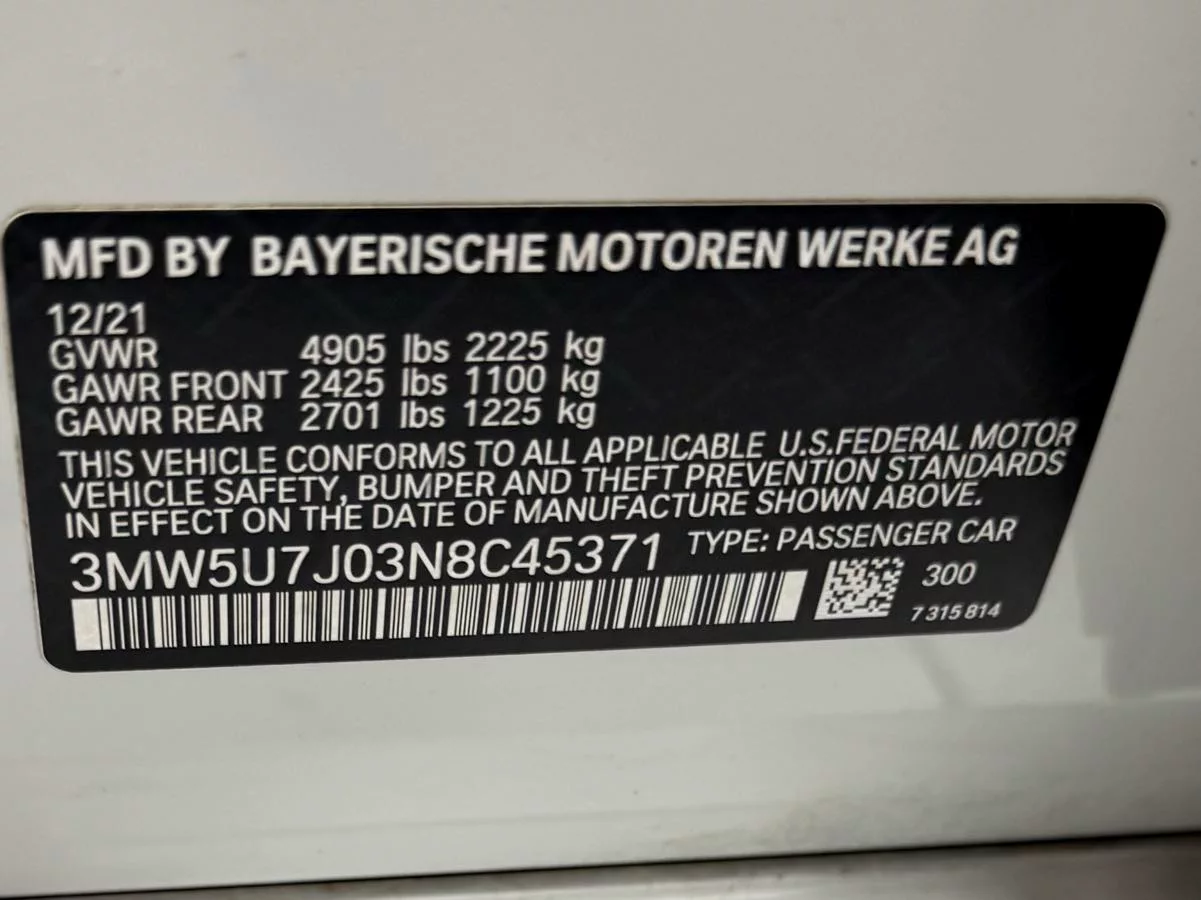 MFD BY BAYERISCHE MOTOREN WERKE AG
12/21
GVWR 4905 lbs 2225 kg
GAWR FRONT 2425 lbs 1100 kg
GAWR REAR 2701 lbs 1225 kg
THIS VEHICLE CONFORMS TO ALL APPLICABLE U.S.FEDERAL MOTOR
VEHICLE SAFETY, BUMPER AND THEFT PREVENTION STANDARDS
IN EFFECT ON THE DATE OF MANUFACTURE SHOWN ABOVE.
3MW5U7J03N8C45371 TYPE: PASSENGER CAR
300
7 315 814